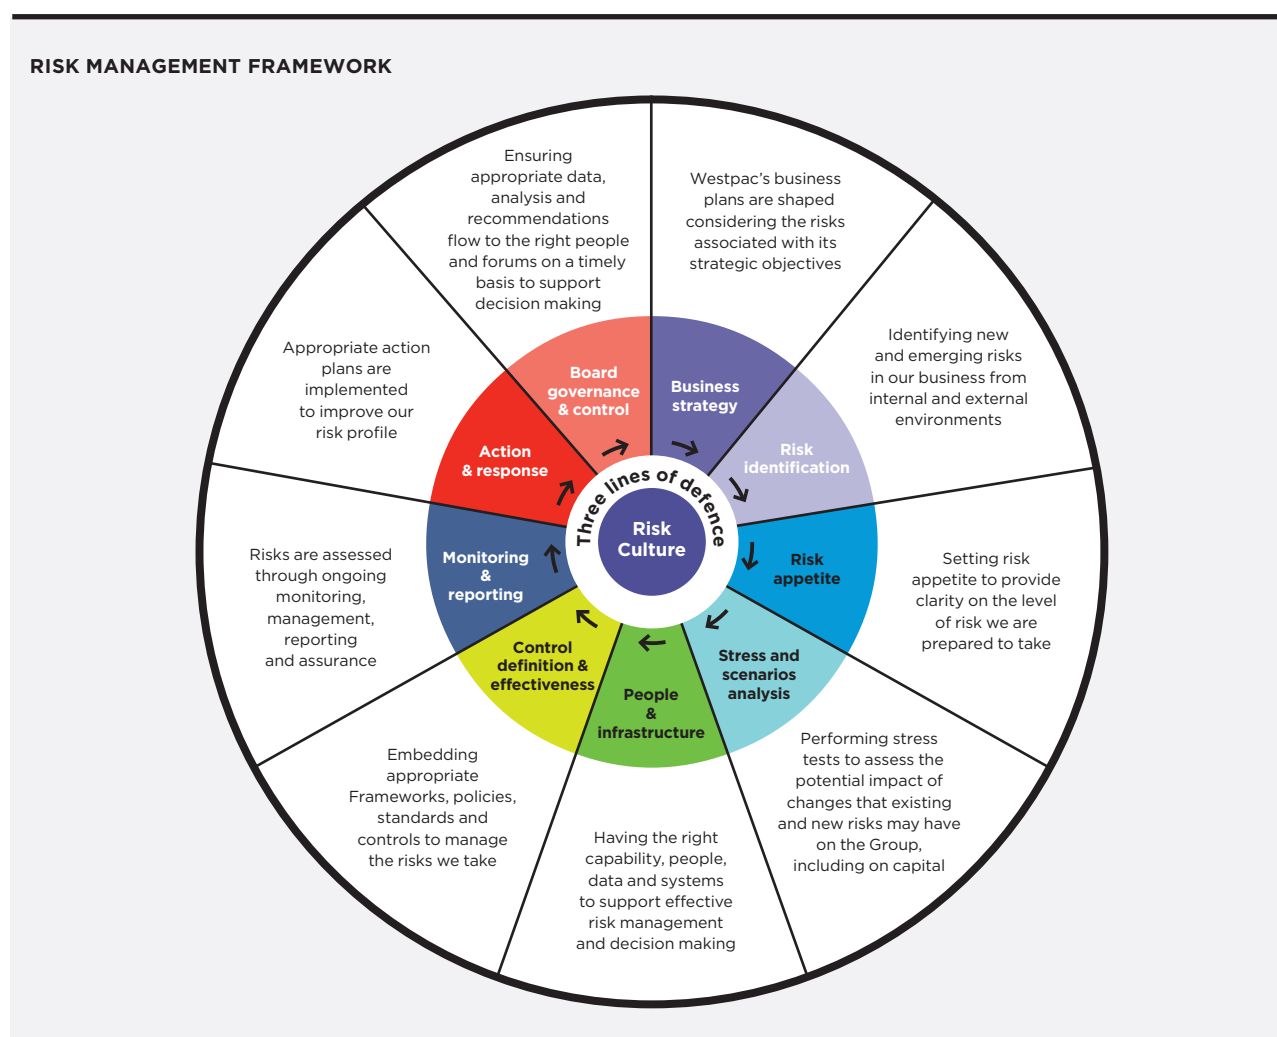 RISK MANAGEMENT FRAMEWORK
Westpac’s business
plans are shaped
considering the risks
associated with its
strategic objectives
Business
strategy
Identifying new
and emerging risks
in our business from
internal and external
environments
Risk
identification
Setting risk
appetite to provide
clarity on the level
of risk we are
prepared to take
Risk
appetite
Performing stress
tests to assess the
potential impact of
changes that existing
and new risks may have
on the Group,
including on capital
Stress and
scenarios
analysis
Having the right
capability, people,
data and systems
to support effective
risk management
and decision making
People
&
infrastructure
Embedding
appropriate
Frameworks, policies,
standards and
controls to manage
the risks we take
Control
definition &
effectiveness
Risks are assessed
through ongoing
monitoring,
management,
reporting
and assurance
Monitoring
&
reporting
Appropriate action
plans are
implemented
to improve our
risk profile
Action
& response
Ensuring
appropriate data,
analysis and
recommendations
flow to the right people
and forums on a timely
basis to support
decision making
Board
governance
& control
Three lines of defence
Risk
Culture